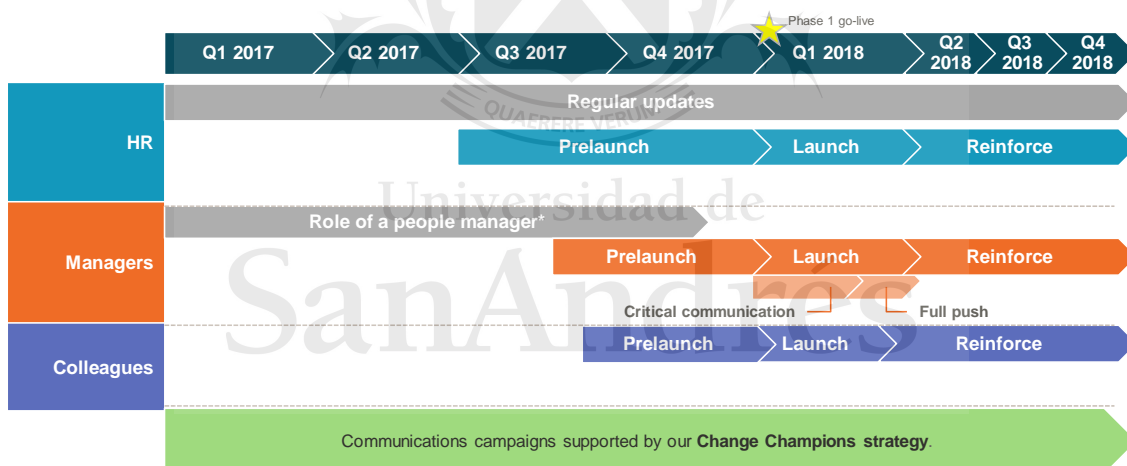 Phase 1 go-live
Q1 2017
Q2 2017
Q3 2017
Q4 2017
Q1 2018
Q2
2018
Q3
2018
Q4
2018
HR
Regular updates
QUAERERE VERUM
Prelaunch
Launch
Reinforce
Universidad de
SanAndrés
Managers
Role of a people manager*
Prelaunch
Launch
Reinforce
Critical communication
Full push
Colleagues
Prelaunch
Launch
Reinforce
Communications campaigns supported by our Change Champions strategy.